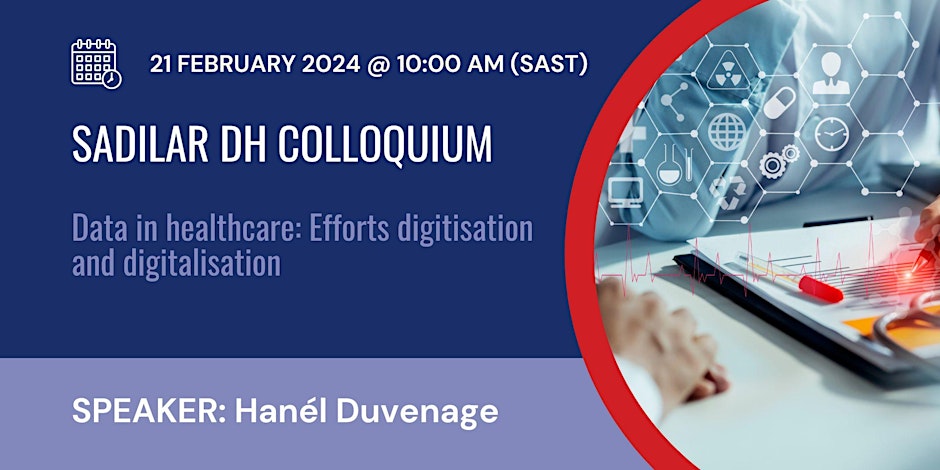 21 FEBRUARY 2024 @ 10:00 AM (SAST)
SADILAR DH COLLOQUIUM
Data in healthcare: Efforts digitisation
and digitalisation
SPEAKER: Hanél Duvenage